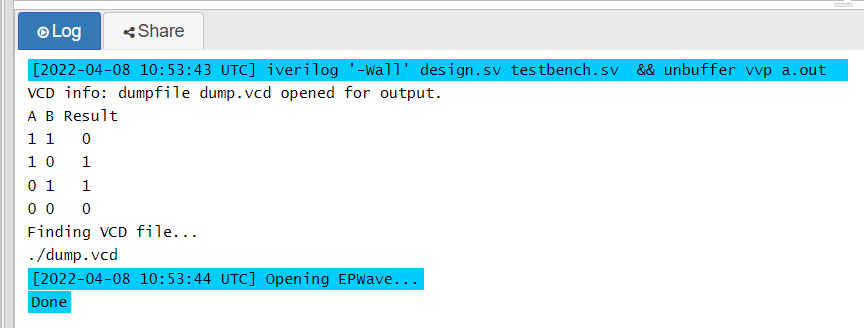 Log Share
[2022-04-08 10:53:43 UTC] iverilog '-Wall' design.sv testbench.sv  && unbuffer vvp a.out
VCD info: dumpfile dump.vcd opened for output.
A B Result
1 1   0
1 0   1
0 1   1
0 0   0
Finding VCD file...
./dump.vcd
[2022-04-08 10:53:44 UTC] Opening EPWave...
Done